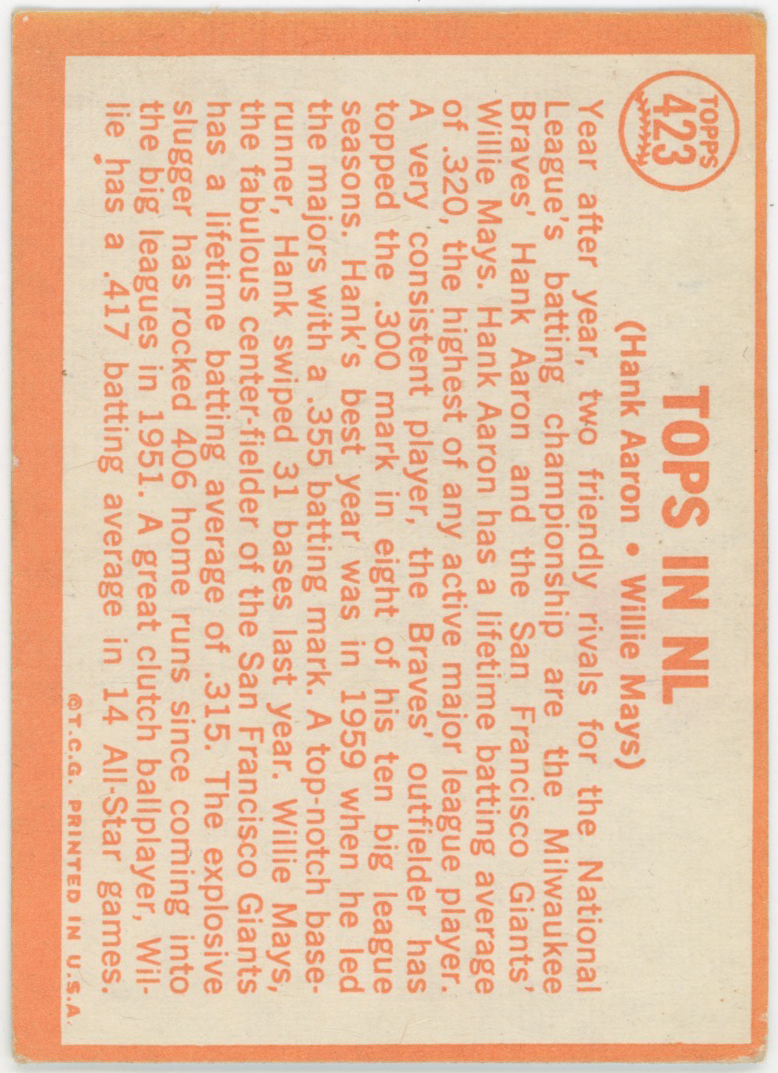 TOPPS
423
TOPS IN NL
(Hank Aaron • Willie Mays)
Year after year, two friendly rivals for the National
League's batting championship are the Milwaukee
Braves' Hank Aaron and the San Francisco Giants'
Willie Mays. Hank Aaron has a lifetime batting average
of .320, the highest of any active major league player.
A very consistent player, the Braves' outfielder has
topped the .300 mark in eight of his ten big league
seasons. Hank's best year was in 1959 when he led
the majors with a .355 batting mark. A top-notch base-
runner, Hank swiped 31 bases last year. Willie Mays,
the fabulous center-fielder of the San Francisco Giants
has a lifetime batting average of .315. The explosive
slugger has rocked 406 home runs since coming into
the big leagues in 1951. A great clutch ballplayer, Wil-
lie has a .417 batting average in 14 All-Star games.
©T.C.G. PRINTED IN U.S.A.